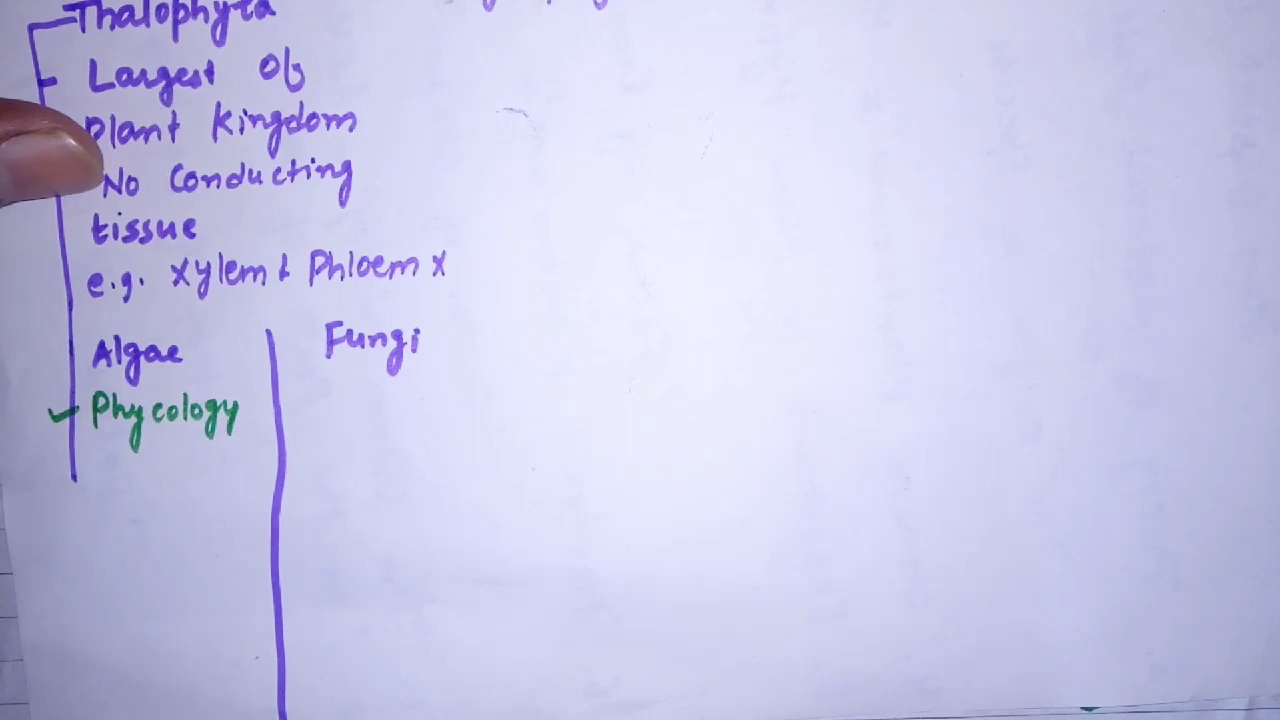 Thalophyta
Largest Of
Plant Kingdom
No Conducting
tissue
e.g. Xylem & Phloem x
Algae
Fungi
Phycology